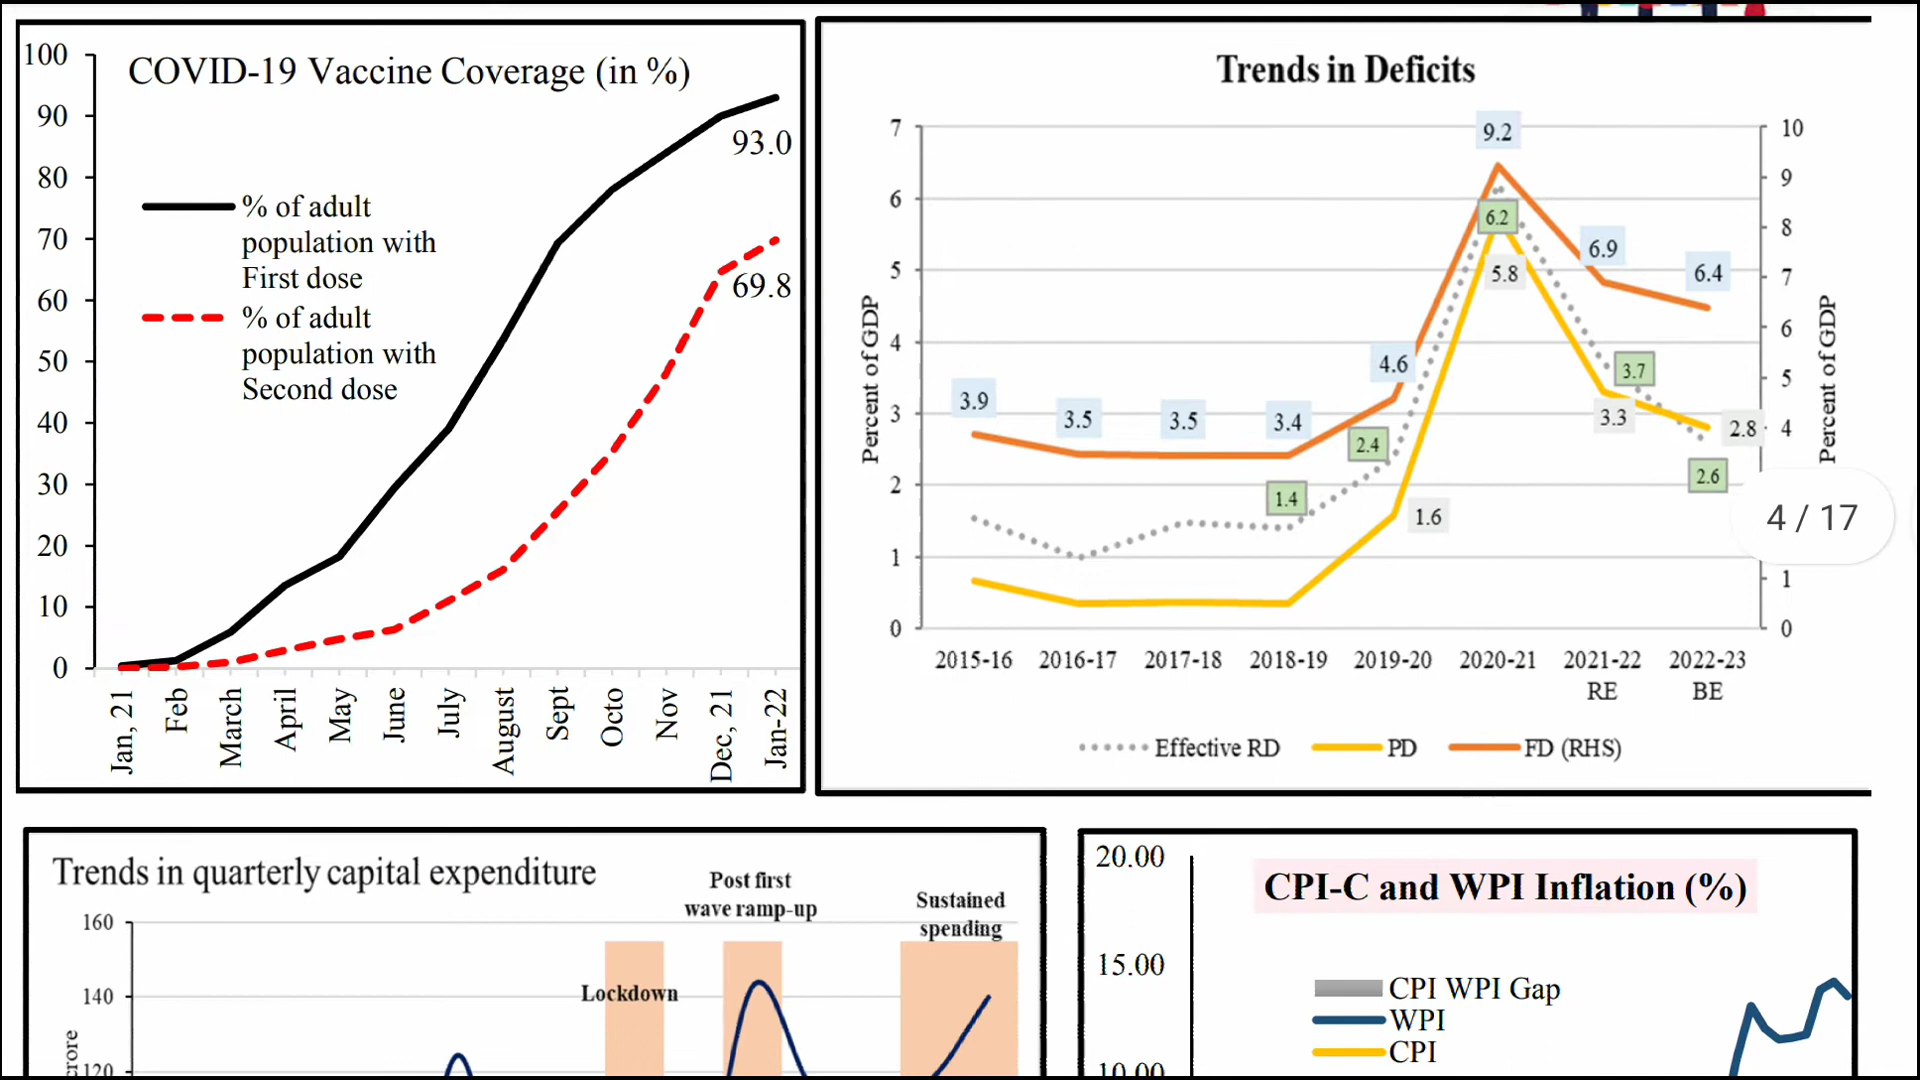 COVID-19 Vaccine Coverage (in %)
100
90
80
70
60
50
40
30
20
10
0
% of adult
population with
First dose
% of adult
population with
Second dose
93.0
69.8
Jan, 21
Feb
March
April
May
June
July
August
Sept
Octo
Nov
Dec, 21
Jan-22
Trends in Deficits
Percent of GDP
7
6
5
4
3
2
1
0
3.9
3.5
3.5
3.4
4.6
9.2
6.9
6.4
1.4
2.4
6.2
3.7
2.6
1.6
5.8
3.3
2.8
10
9
8
7
6
5
4
1
0
Percent of GDP
4 / 17
2015-16
2016-17
2017-18
2018-19
2019-20
2020-21
2021-22
RE
2022-23
BE
Effective RD
PD
FD (RHS)
Trends in quarterly capital expenditure
Post first
wave ramp-up
Sustained
spending
Lockdown
160
140
120
crore
CPI-C and WPI Inflation (%)
20.00
15.00
10.00
CPI WPI Gap
WPI
CPI